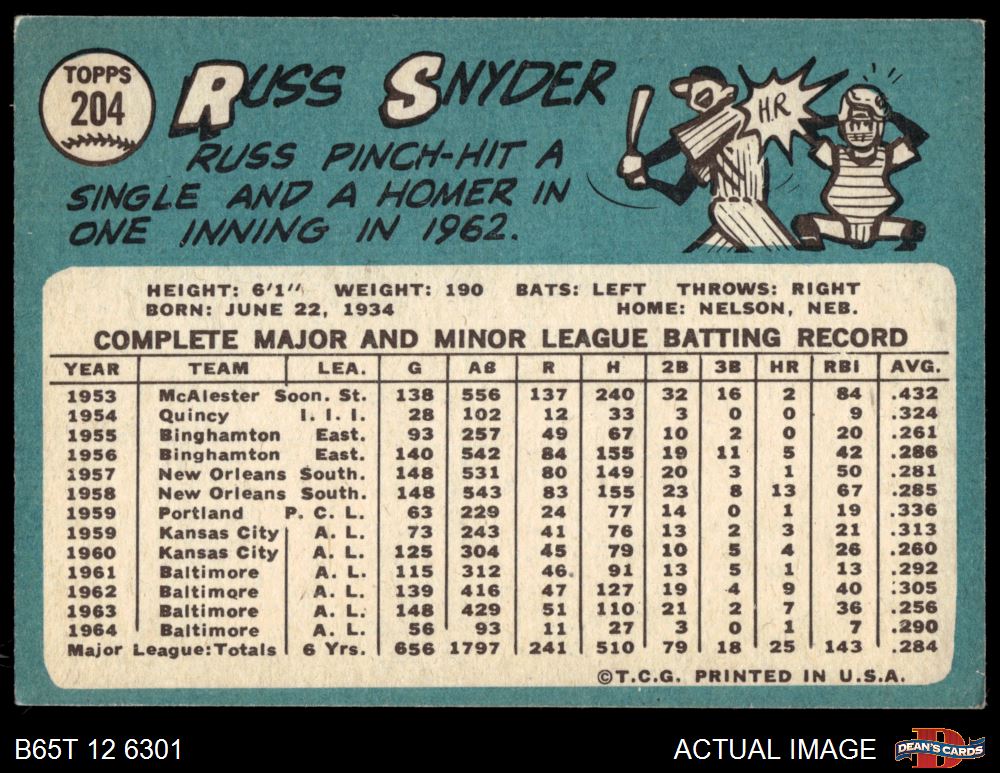 TOPPS
204
RUSS SNYDER
RUSS PINCH-HIT A
SINGLE AND A HOMER IN
ONE INNING IN 1962.
H.R
HEIGHT: 6'1" WEIGHT: 190 BATS: LEFT THROWS: RIGHT
BORN: JUNE 22, 1934 HOME: NELSON, NEB.
COMPLETE MAJOR AND MINOR LEAGUE BATTING RECORD
YEAR TEAM LEA. G AB R H 2B 3B HR RBI AVG.
1953 McAlester Soon. St. 138 556 137 240 32 16 2 84 .432
1954 Quincy I. I. I. 28 102 12 33 3 0 0 9 .324
1955 Binghamton East. 93 257 49 67 10 2 0 20 .261
1956 Binghamton East. 140 542 84 155 19 11 5 42 .286
1957 New Orleans South. 148 531 80 149 20 3 1 50 .281
1958 New Orleans South. 148 543 83 155 23 8 13 67 .285
1959 Portland P. C. L. 63 229 24 77 14 0 1 19 .336
1959 Kansas City A. L. 73 243 41 76 13 2 3 21 .313
1960 Kansas City A. L. 125 304 45 79 10 5 4 26 .260
1961 Baltimore A. L. 115 312 46 91 13 5 1 13 .292
1962 Baltimore A. L. 139 416 47 127 19 4 9 40 .305
1963 Baltimore A. L. 148 429 51 110 21 2 7 36 .256
1964 Baltimore A. L. 56 93 11 27 3 0 1 7 .290
Major League Totals 6 Yrs. 656 1797 241 510 79 18 25 143 .284
©T.C.G. PRINTED IN U.S.A.
B65T 12 6301 ACTUAL IMAGE
D
DEAN'S CARDS